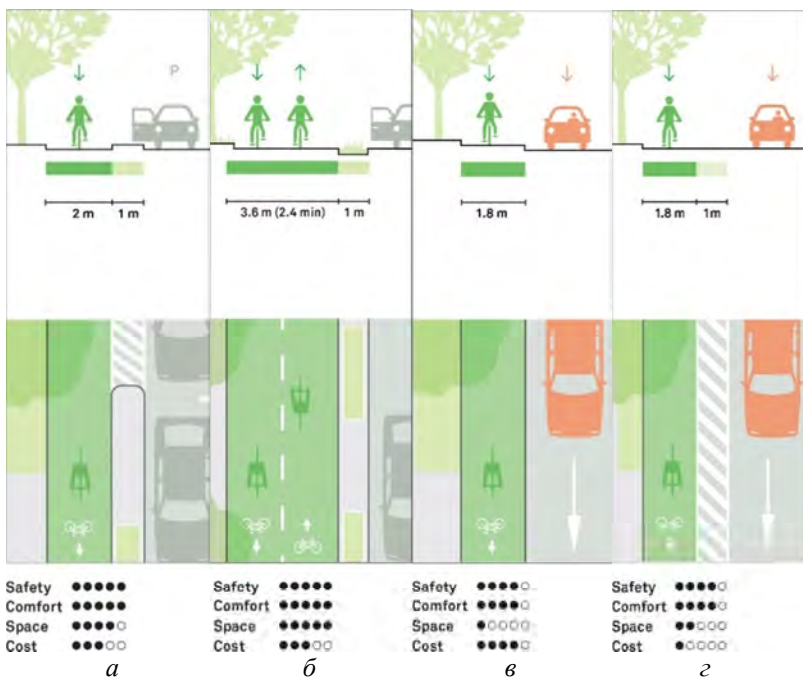 P
2 m 1 m
3.6 m (2.4 min) 1 m
1.8 m
1.8 m 1m
Safety ●●●●●
Comfort ●●●●●
Space ●●●●○
Cost ●●●○○
а
Safety ●●●●●
Comfort ●●●●●
Space ●●●●●
Cost ●●●○○
б
Safety ●●●●○
Comfort ●●●●○
Space ●○○○○
Cost ●●●●○
в
Safety ●●●●○
Comfort ●●●●○
Space ●●○○○
Cost ●○○○○
г